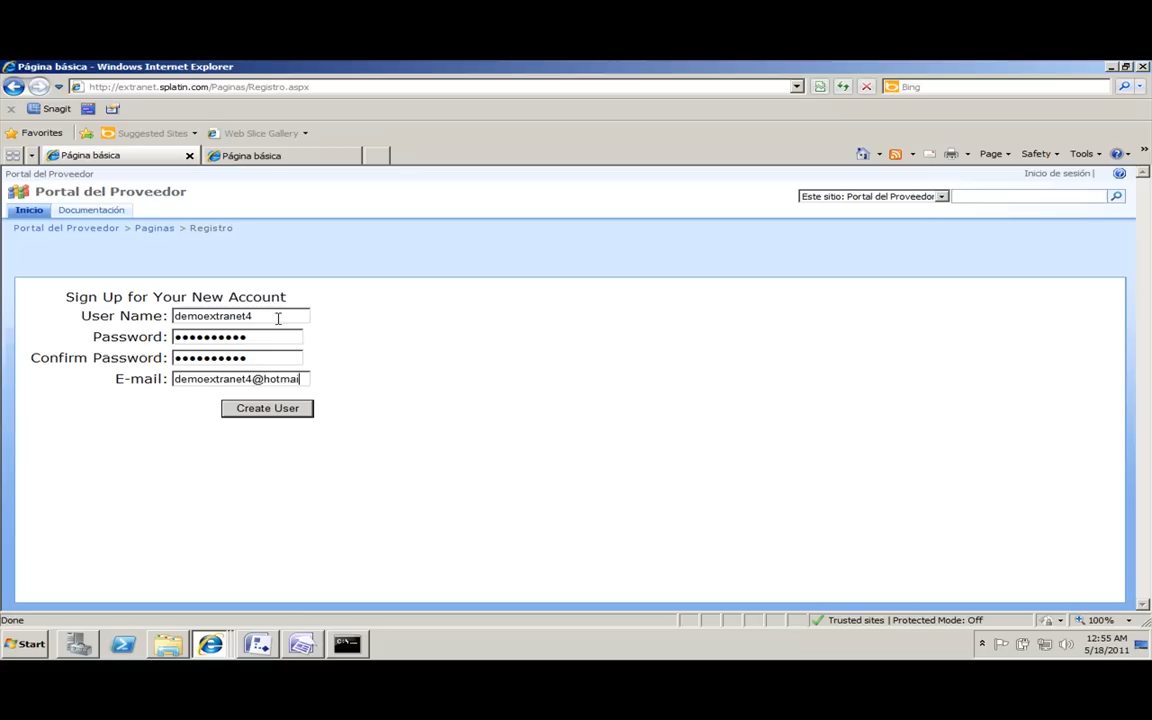 Página básica - Windows Internet Explorer
http://extranet.splatin.com/Paginas/Registro.aspx
Bing
Snagit
Favorites Suggested Sites Web Slice Gallery
Página básica Página básica Page Safety Tools
Portal del Proveedor Inicio de sesión |
Portal del Proveedor Este sitio: Portal del Proveedor
Inicio Documentación
Portal del Proveedor > Paginas > Registro
Sign Up for Your New Account
User Name: demoextranet4
Password: ●●●●●●●●●●
Confirm Password: ●●●●●●●●●●
E-mail: demoextranet4@hotmai
Create User
Done Trusted sites | Protected Mode: Off 100%
Start 12:55 AM
5/18/2011